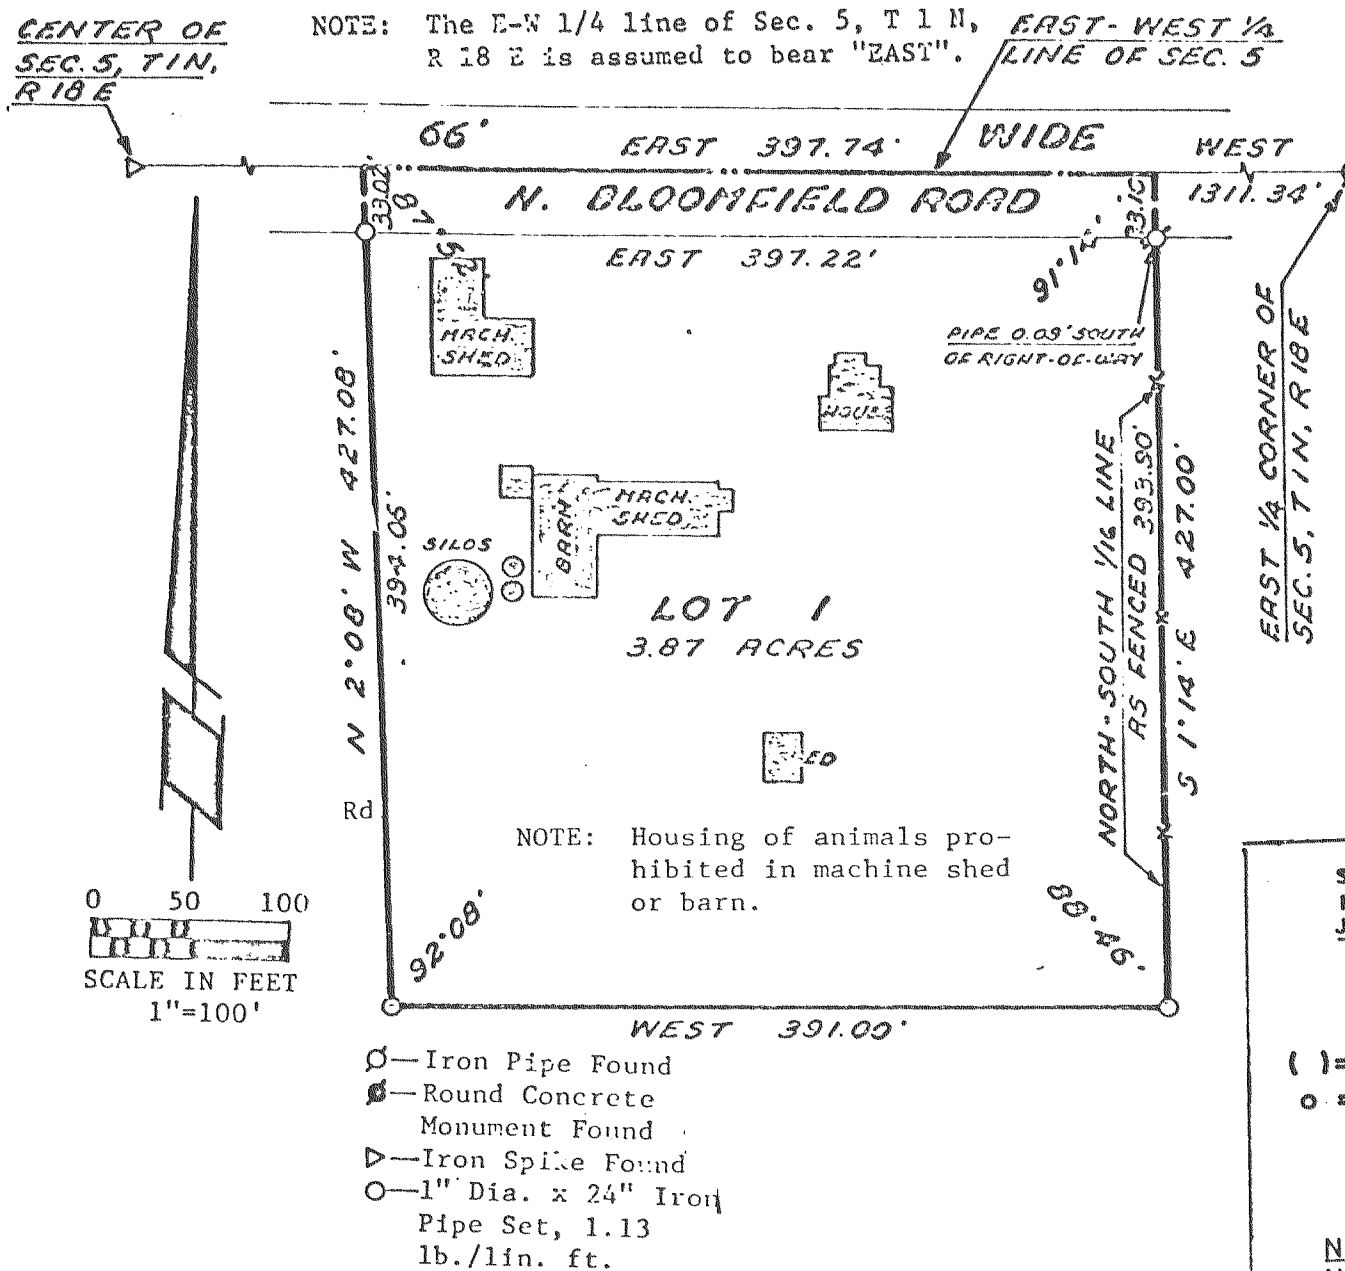 CENTER OF
SEC. 5, T1N,
R18E
NOTE: The E-W 1/4 line of Sec. 5, T 1 N,
R 18 E is assumed to bear "EAST".
EAST-WEST 1/4
LINE OF SEC. 5
66' WIDE
EAST 397.74'
WEST
1311.34'
33.02'
N. BLOOMFIELD ROAD
33.10'
EAST 397.22'
91°14'
PIPE 0.09' SOUTH
OF RIGHT-OF-WAY
MACH.
SHED
HOUSE
EAST 1/4 CORNER OF
SEC. 5, T1N, R18E
N 2°08' W 427.08'
394.05'
MACH.
SHED
BARN
SILOS
NORTH-SOUTH 1/16 LINE
AS FENCED 393.90'
S 1°14' E 427.00'
LOT 1
3.87 ACRES
ED
Rd
NOTE: Housing of animals pro-
hibited in machine shed
or barn.
92°08'
0 50 100
SCALE IN FEET
1"=100'
WEST 391.00'
Iron Pipe Found
Round Concrete
Monument Found
Iron Spike Found
1" Dia. x 24" Iron
Pipe Set, 1.13
lb./lin. ft.
( )=